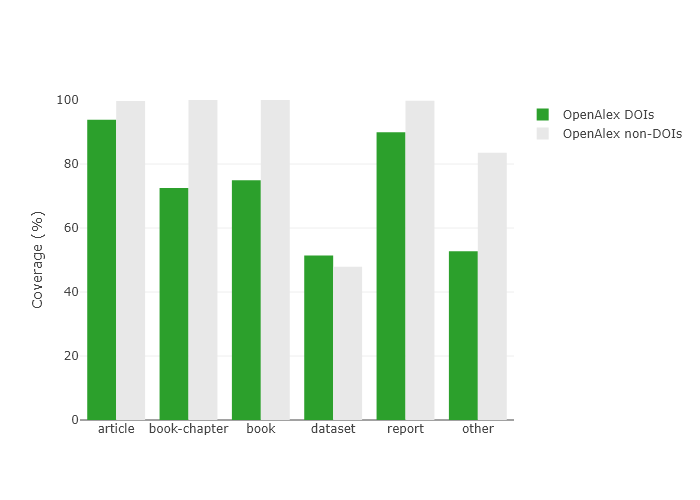 100
80
60
40
20
0
Coverage (%)
article
book-chapter
book
dataset
report
other
OpenAlex DOIs
OpenAlex non-DOIs